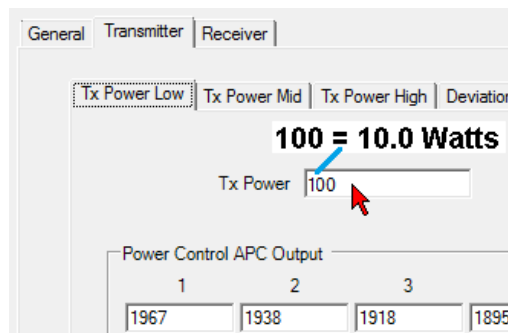 General Transmitter Receiver
Tx Power Low Tx Power Mid Tx Power High Deviation
100 = 10.0 Watts
Tx Power 100
Power Control APC Output
1 2 3
1967 1938 1918 1895